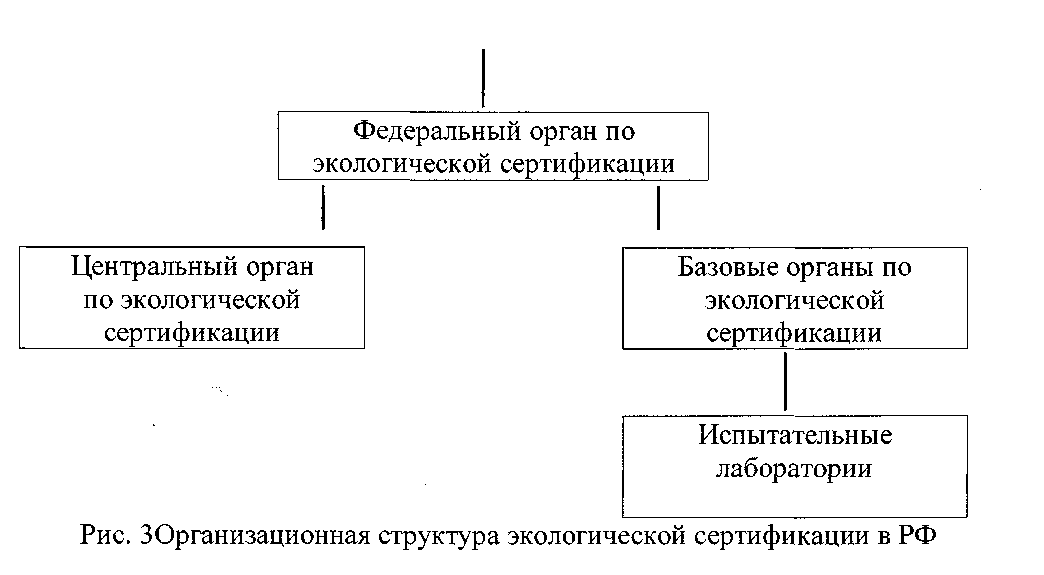 Федеральный орган по
экологической сертификации
Центральный орган
по экологической
сертификации
Базовые органы по
экологической
сертификации
Испытательные
лаборатории
Рис. 3Организационная структура экологической сертификации в РФ